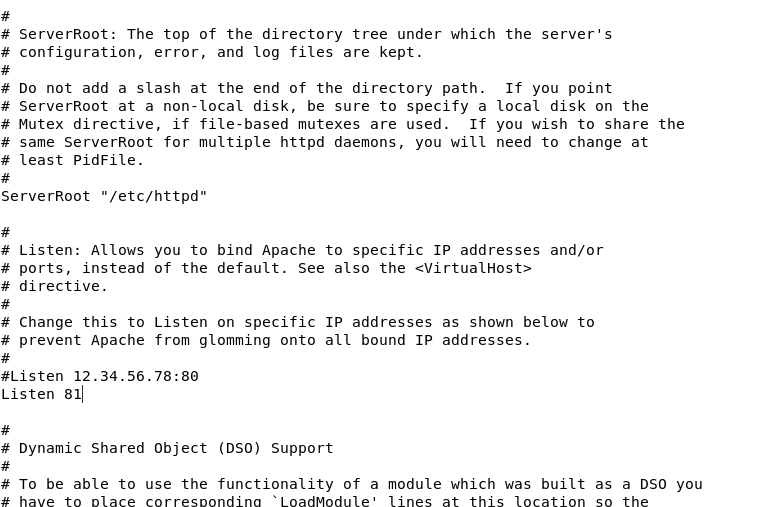 #
# ServerRoot: The top of the directory tree under which the server's
# configuration, error, and log files are kept.
#
# Do not add a slash at the end of the directory path.  If you point
# ServerRoot at a non-local disk, be sure to specify a local disk on the
# Mutex directive, if file-based mutexes are used.  If you wish to share the
# same ServerRoot for multiple httpd daemons, you will need to change at
# least PidFile.
#
ServerRoot "/etc/httpd"

#
# Listen: Allows you to bind Apache to specific IP addresses and/or
# ports, instead of the default. See also the <VirtualHost>
# directive.
#
# Change this to Listen on specific IP addresses as shown below to
# prevent Apache from glomming onto all bound IP addresses.
#
#Listen 12.34.56.78:80
Listen 81

#
# Dynamic Shared Object (DSO) Support
#
# To be able to use the functionality of a module which was built as a DSO you
# have to place corresponding `LoadModule' lines at this location so the